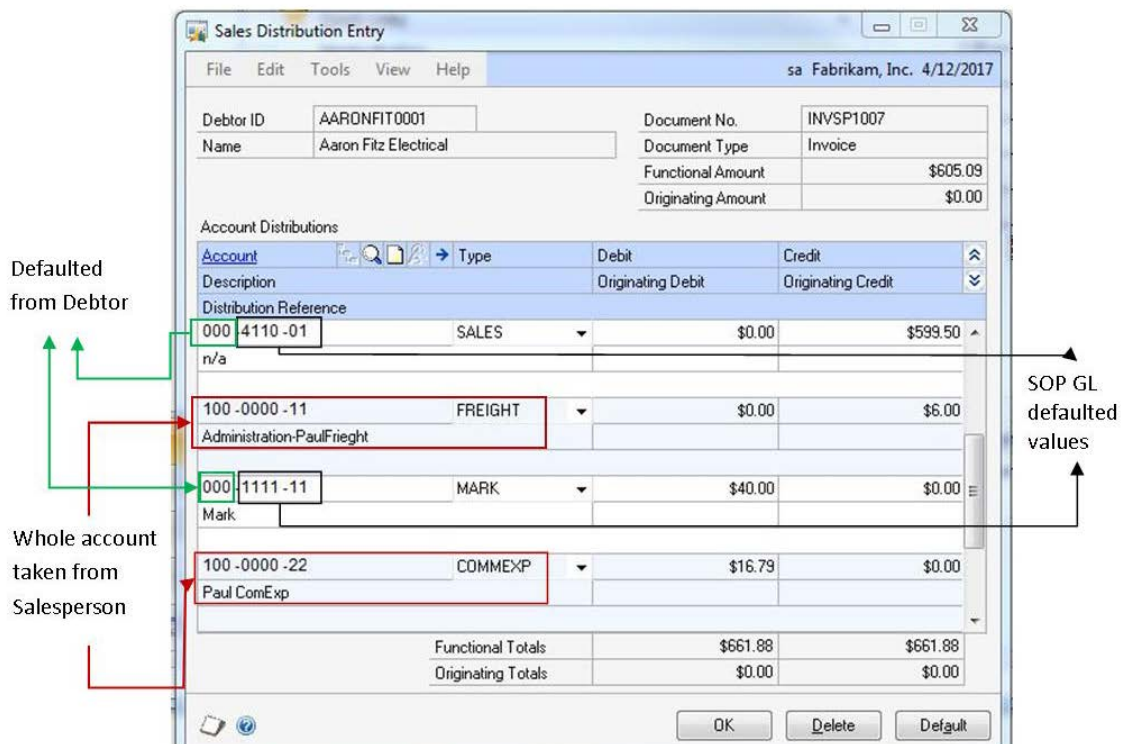 Sales Distribution Entry
File Edit Tools View Help sa Fabrikam, Inc. 4/12/2017
Debtor ID AARONFIT0001 Document No. INVSP1007
Name Aaron Fitz Electrical Document Type Invoice
Functional Amount $605.09
Originating Amount $0.00
Account Distributions
Account Type Debit Credit
Description Originating Debit Originating Credit
Distribution Reference
000 -4110 -01 SALES $0.00 $599.50
n/a
100 -0000 -11 FREIGHT $0.00 $6.00
Administration-PaulFrieght
000 -1111 -11 MARK $40.00 $0.00
Mark
100 -0000 -22 COMMEXP $16.79 $0.00
Paul ComExp
Functional Totals $661.88 $661.88
Originating Totals $0.00 $0.00
OK Delete Default
Defaulted
from Debtor
Whole account
taken from
Salesperson
SOP GL
defaulted
values